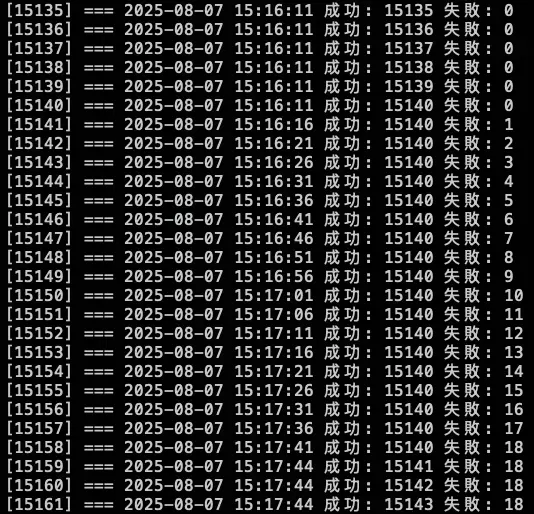 [15135] === 2025-08-07 15:16:11 成功: 15135 失敗: 0
[15136] === 2025-08-07 15:16:11 成功: 15136 失敗: 0
[15137] === 2025-08-07 15:16:11 成功: 15137 失敗: 0
[15138] === 2025-08-07 15:16:11 成功: 15138 失敗: 0
[15139] === 2025-08-07 15:16:11 成功: 15139 失敗: 0
[15140] === 2025-08-07 15:16:11 成功: 15140 失敗: 0
[15141] === 2025-08-07 15:16:16 成功: 15140 失敗: 1
[15142] === 2025-08-07 15:16:21 成功: 15140 失敗: 2
[15143] === 2025-08-07 15:16:26 成功: 15140 失敗: 3
[15144] === 2025-08-07 15:16:31 成功: 15140 失敗: 4
[15145] === 2025-08-07 15:16:36 成功: 15140 失敗: 5
[15146] === 2025-08-07 15:16:41 成功: 15140 失敗: 6
[15147] === 2025-08-07 15:16:46 成功: 15140 失敗: 7
[15148] === 2025-08-07 15:16:51 成功: 15140 失敗: 8
[15149] === 2025-08-07 15:16:56 成功: 15140 失敗: 9
[15150] === 2025-08-07 15:17:01 成功: 15140 失敗: 10
[15151] === 2025-08-07 15:17:06 成功: 15140 失敗: 11
[15152] === 2025-08-07 15:17:11 成功: 15140 失敗: 12
[15153] === 2025-08-07 15:17:16 成功: 15140 失敗: 13
[15154] === 2025-08-07 15:17:21 成功: 15140 失敗: 14
[15155] === 2025-08-07 15:17:26 成功: 15140 失敗: 15
[15156] === 2025-08-07 15:17:31 成功: 15140 失敗: 16
[15157] === 2025-08-07 15:17:36 成功: 15140 失敗: 17
[15158] === 2025-08-07 15:17:41 成功: 15140 失敗: 18
[15159] === 2025-08-07 15:17:44 成功: 15141 失敗: 18
[15160] === 2025-08-07 15:17:44 成功: 15142 失敗: 18
[15161] === 2025-08-07 15:17:44 成功: 15143 失敗: 18